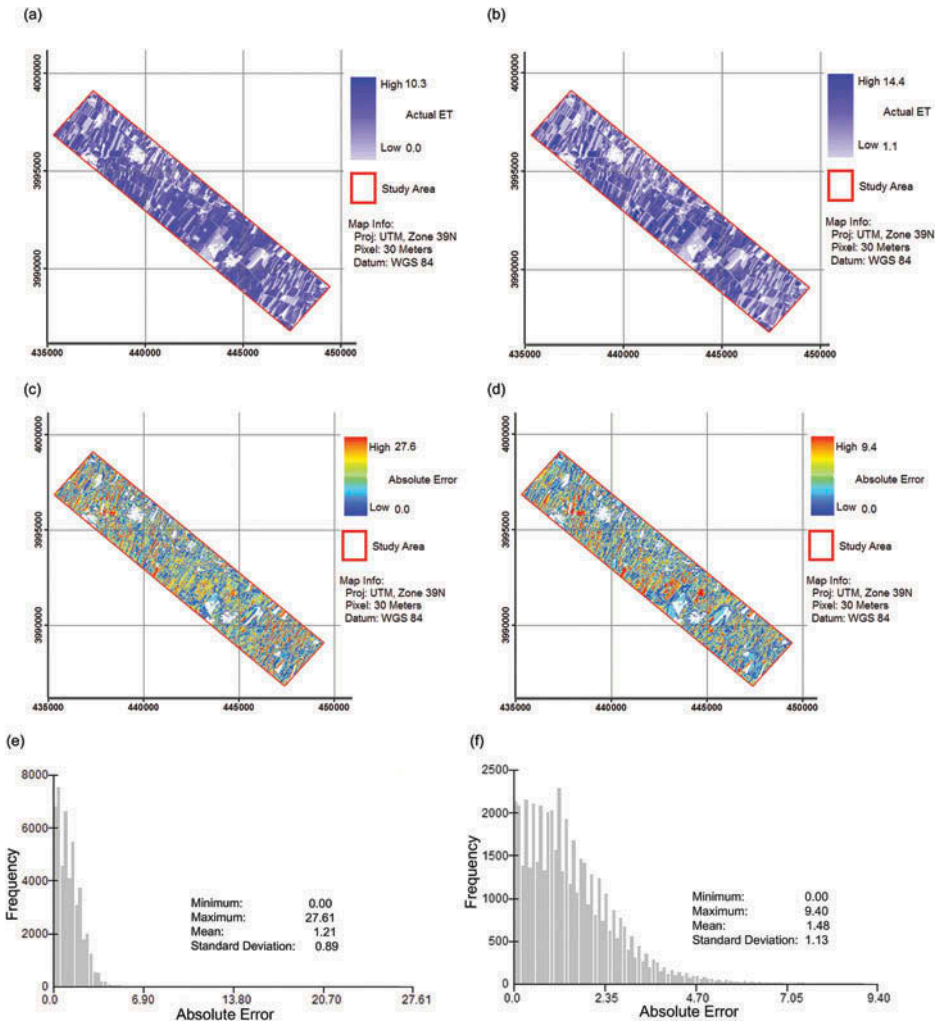 (a)
4000000
3995000
3990000
435000 440000 445000 450000
High 10.3
Actual ET
Low 0.0
Study Area
Map Info:
Proj: UTM, Zone 39N
Pixel: 30 Meters
Datum: WGS 84
(b)
4000000
3995000
3990000
435000 440000 445000 450000
High 14.4
Actual ET
Low 1.1
Study Area
Map Info:
Proj: UTM, Zone 39N
Pixel: 30 Meters
Datum: WGS 84
(c)
4000000
3995000
3990000
435000 440000 445000 450000
High 27.6
Absolute Error
Low 0.0
Study Area
Map Info:
Proj: UTM, Zone 39N
Pixel: 30 Meters
Datum: WGS 84
(d)
4000000
3995000
3990000
435000 440000 445000 450000
High 9.4
Absolute Error
Low 0.0
Study Area
Map Info:
Proj: UTM, Zone 39N
Pixel: 30 Meters
Datum: WGS 84
(e)
Frequency
8000
6000
4000
2000
0
Minimum: 0.00
Maximum: 27.61
Mean: 1.21
Standard Deviation: 0.89
0.0 6.90 13.80 20.70 27.61
Absolute Error
(f)
Frequency
2500
2000
1500
1000
500
0
Minimum: 0.00
Maximum: 9.40
Mean: 1.48
Standard Deviation: 1.13
0.0 2.35 4.70 7.05 9.40
Absolute Error